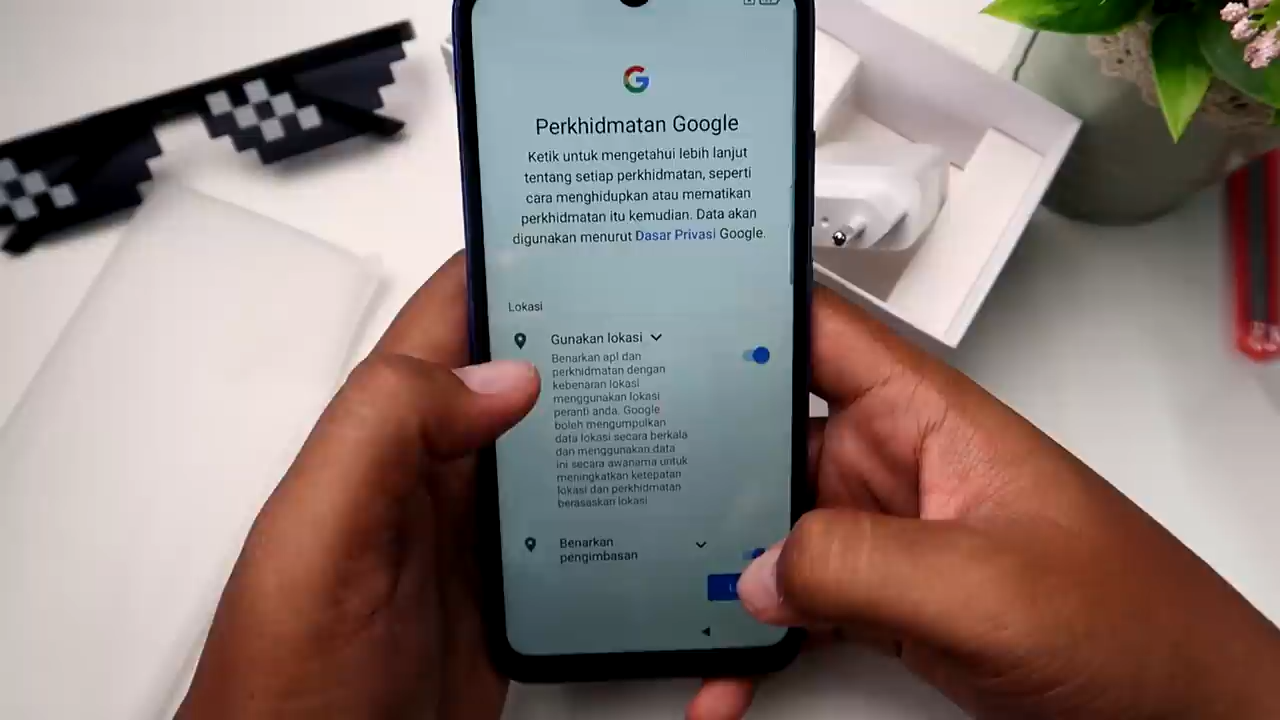 Perkhidmatan Google
Ketik untuk mengetahui lebih lanjut
tentang setiap perkhidmatan, seperti
cara menghidupkan atau mematikan
perkhidmatan itu kemudian. Data akan
digunakan menurut Dasar Privasi Google.
Lokasi
Gunakan lokasi
Benarkan apl dan
perkhidmatan dengan
kebenaran lokasi
menggunakan lokasi
peranti anda. Google
boleh mengumpulkan
data lokasi secara berkala
dan menggunakan data
ini secara awanama untuk
meningkatkan ketepatan
lokasi dan perkhidmatan
berasaskan lokasi
Benarkan
pengimbasan